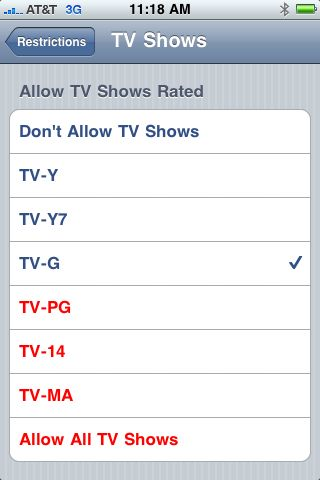 AT&T 3G 11:18 AM
Restrictions TV Shows
Allow TV Shows Rated
Don't Allow TV Shows
TV-Y
TV-Y7
TV-G
TV-PG
TV-14
TV-MA
Allow All TV Shows